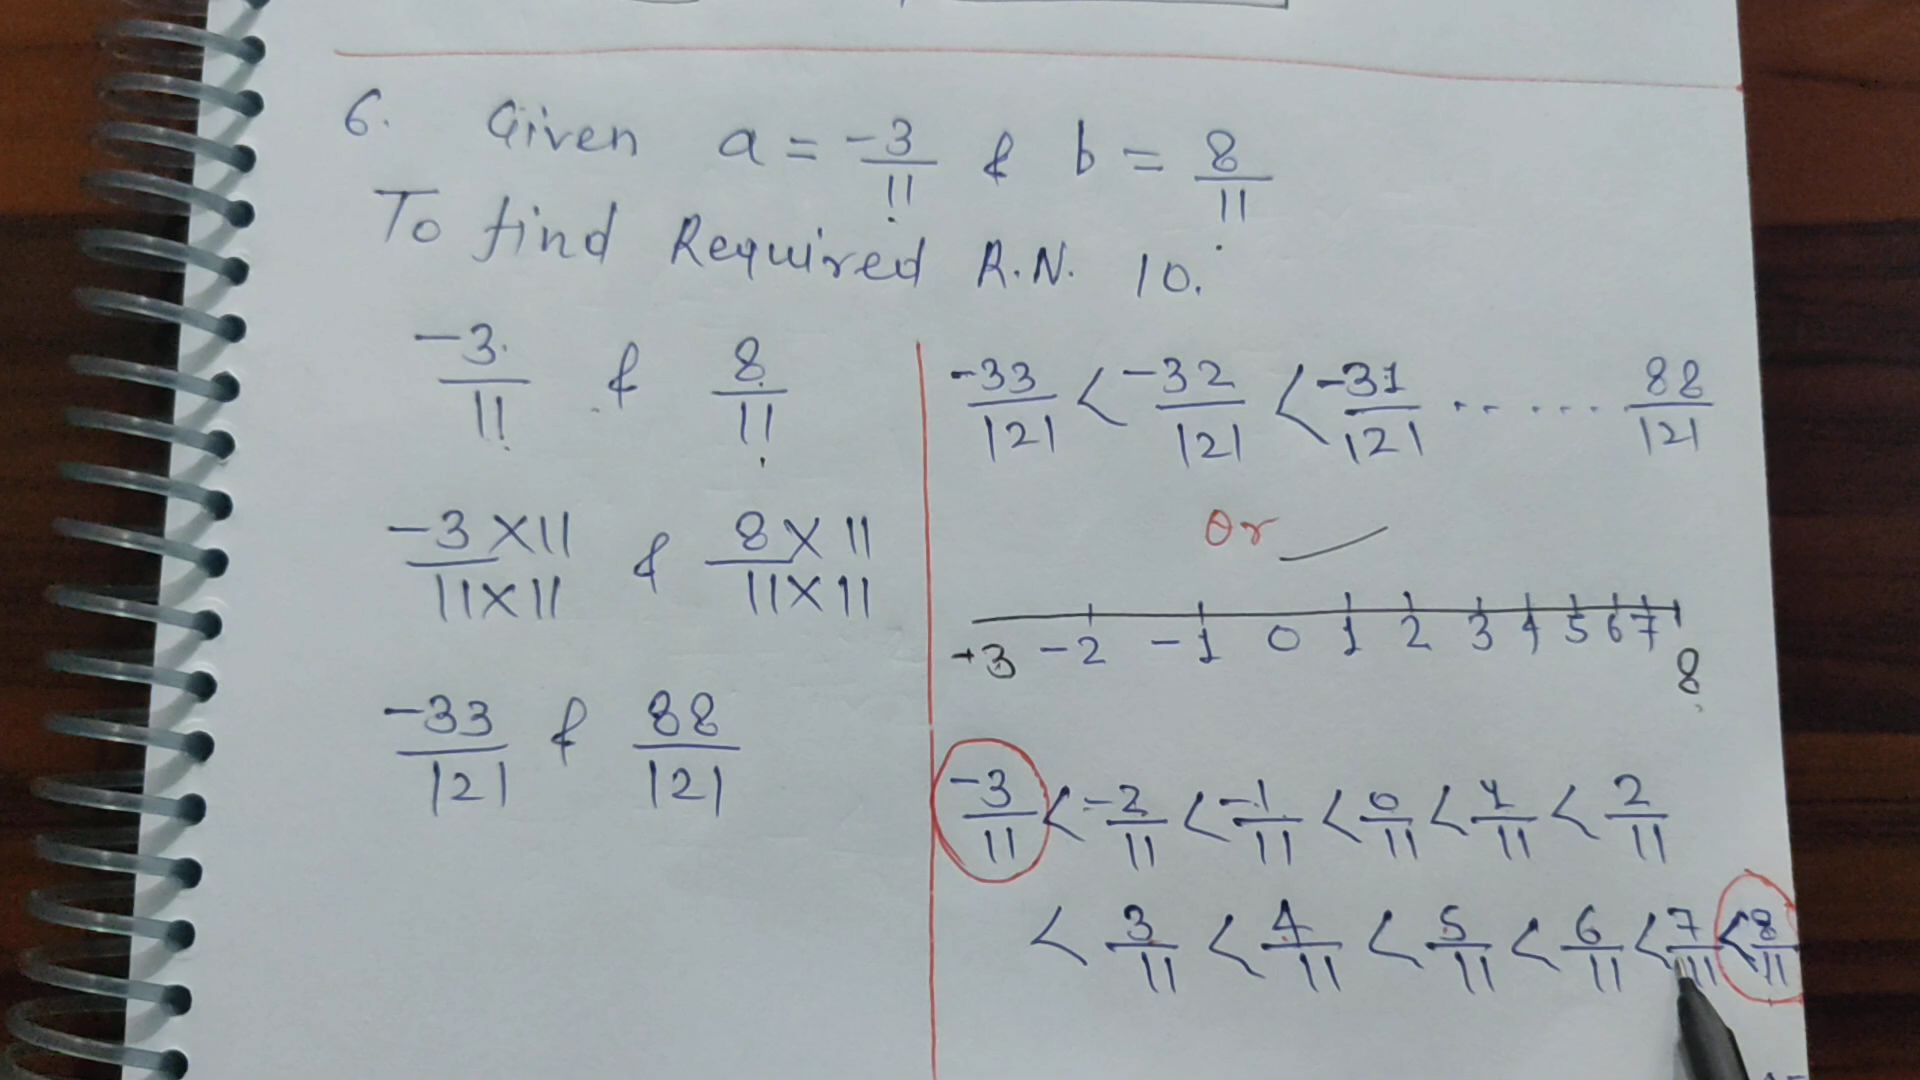 6. Given a = -3/11 & b = 8/11
To find Required R.N. 10.
-3/11 & 8/11
-3×11/11×11 & 8×11/11×11
-33/121 & 88/121
-33/121 < -32/121 < -31/121 ...... 88/121
Or
-3 -2 -1 0 1 2 3 4 5 6 7 8
-3/11 < -2/11 < -1/11 < 0/11 < 1/11 < 2/11
< 3/11 < 4/11 < 5/11 < 6/11 < 7/11 < 8/11